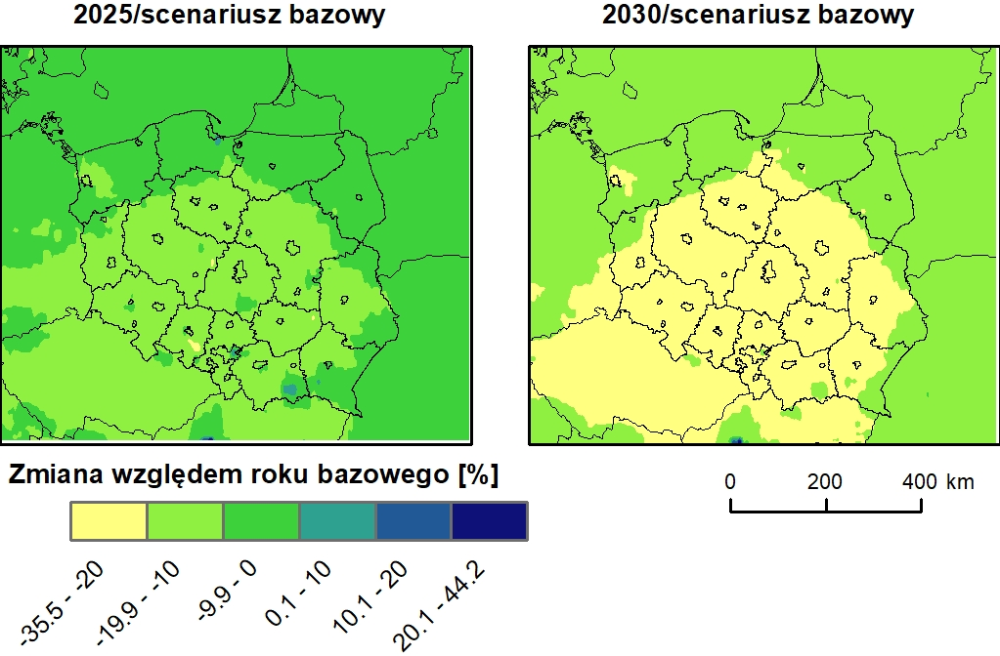 2025/scenariusz bazowy
2030/scenariusz bazowy
Zmiana względem roku bazowego [%]
0 200 400 km
-35.5 - -20
-19.9 - -10
-9.9 - 0
0.1 - 10
10.1 - 20
20.1 - 44.2